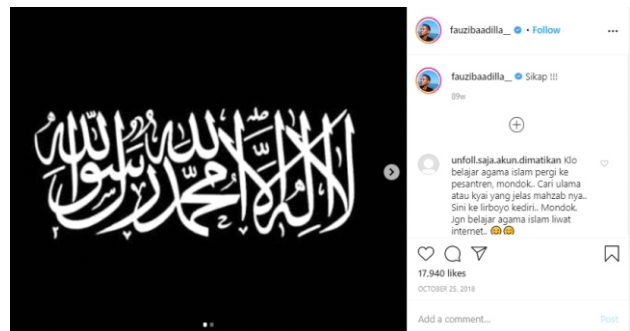 لا إله إلا الله محمد رسول الله
fauzibaadilla__ • Follow
fauzibaadilla__ Sikap !!!
89w
unfoll.saja.akun.dimatikan Klo
belajar agama islam pergi ke
pesantren, mondok.. Cari ulama
atau kyai yang jelas mahzab nya..
Sini ke lirboyo kediri.. Mondok.
Jgn belajar agama islam liwat
internet.. 😊😊
17,940 likes
OCTOBER 25, 2018
Add a comment...
Post